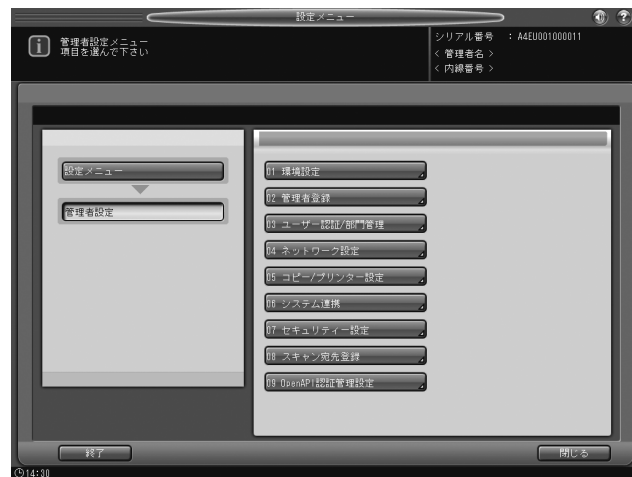 設定メニュー
?
i
管理者設定メニュー
項目を選んで下さい
シリアル番号 : A4EU001000011
< 管理者名 >
< 内線番号 >
設定メニュー
管理者設定
01 環境設定
02 管理者登録
03 ユーザー認証/部門管理
04 ネットワーク設定
05 コピー/プリンター設定
06 システム連携
07 セキュリティー設定
08 スキャン宛先登録
09 OpenAPI認証管理設定
終了
閉じる
14:30